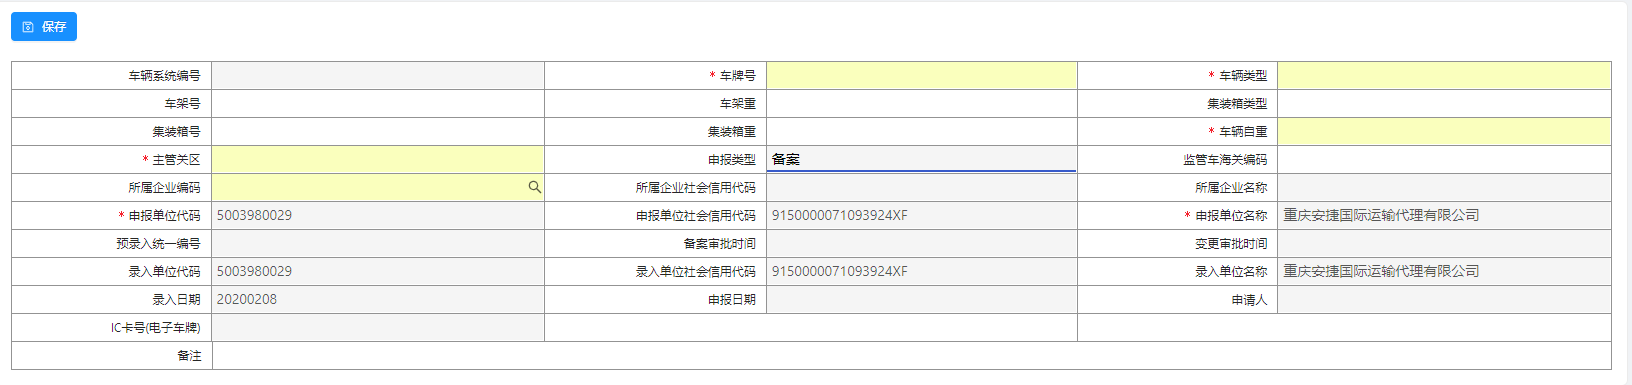 保存
车辆系统编号 * 车牌号 * 车辆类型
车架号 车架重 集装箱类型
集装箱号 集装箱重 * 车辆自重
* 主管关区 申报类型 备案 监管车海关编码
所属企业编码 所属企业社会信用代码 所属企业名称
* 申报单位代码 5003980029 申报单位社会信用代码 9150000071093924XF * 申报单位名称 重庆安捷国际运输代理有限公司
预录入统一编号 备案审批时间 变更审批时间
录入单位代码 5003980029 录入单位社会信用代码 9150000071093924XF 录入单位名称 重庆安捷国际运输代理有限公司
录入日期 20200208 申报日期 申请人
IC卡号(电子车牌)
备注